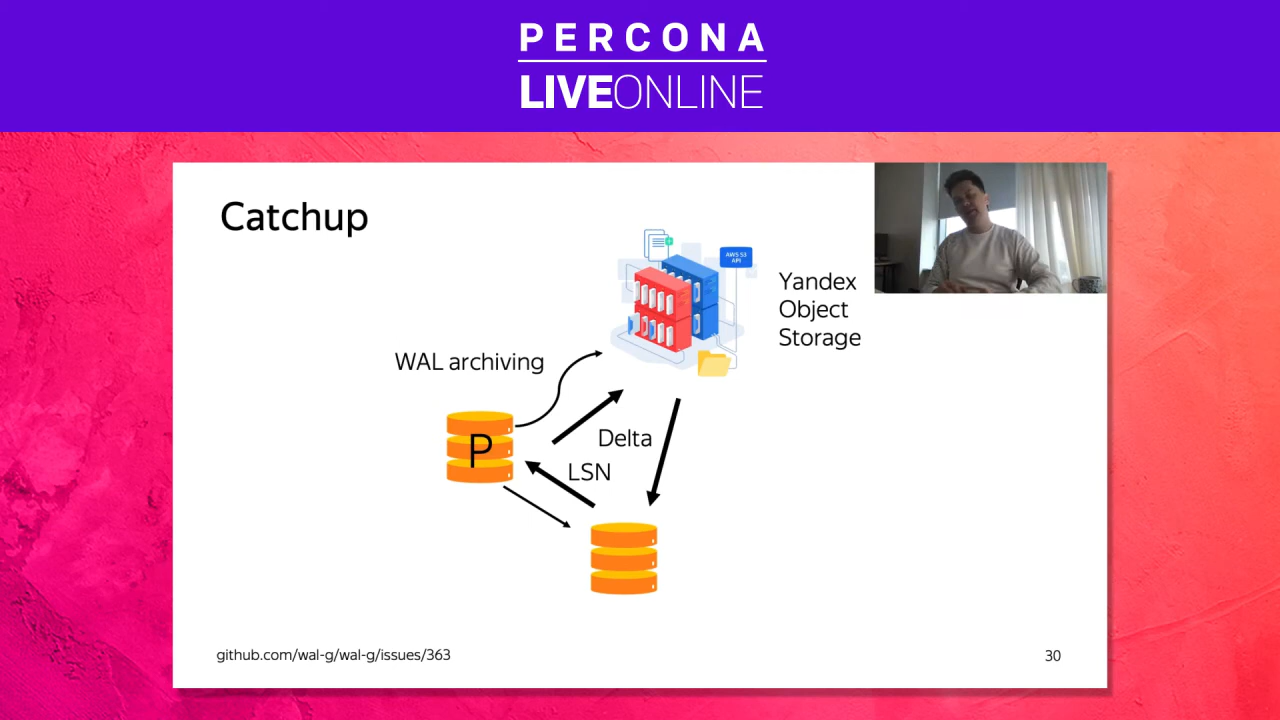 PERCONA
LIVEONLINE
Catchup
AWS S3
API
Yandex
Object
Storage
WAL archiving
P
Delta
LSN
github.com/wal-g/wal-g/issues/363
30